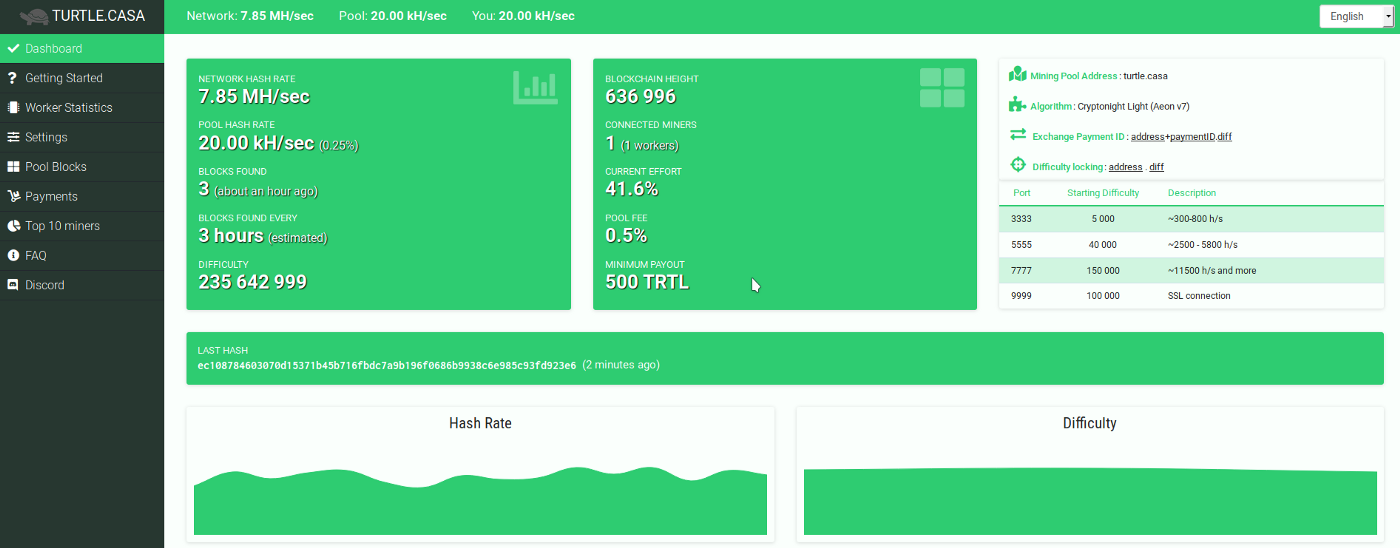 TURTLE.CASA
Network: 7.85 MH/sec Pool: 20.00 kH/sec You: 20.00 kH/sec
English
Dashboard
Getting Started
Worker Statistics
Settings
Pool Blocks
Payments
Top 10 miners
FAQ
Discord
NETWORK HASH RATE
7.85 MH/sec
POOL HASH RATE
20.00 kH/sec (0.25%)
BLOCKS FOUND
3 (about an hour ago)
BLOCKS FOUND EVERY
3 hours (estimated)
DIFFICULTY
235 642 999
BLOCKCHAIN HEIGHT
636 996
CONNECTED MINERS
1 (1 workers)
CURRENT EFFORT
41.6%
POOL FEE
0.5%
MINIMUM PAYOUT
500 TRTL
Mining Pool Address : turtle.casa
Algorithm : Cryptonight Light (Aeon v7)
Exchange Payment ID : address+paymentID.diff
Difficulty locking : address . diff
Port Starting Difficulty Description
3333 5 000 ~300-800 h/s
5555 40 000 ~2500 - 5800 h/s
7777 150 000 ~11500 h/s and more
9999 100 000 SSL connection
LAST HASH
ec108784603070d15371b45b716fbdc7a9b196f0686b9938c6e985c93fd923e6 (2 minutes ago)
Hash Rate
Difficulty